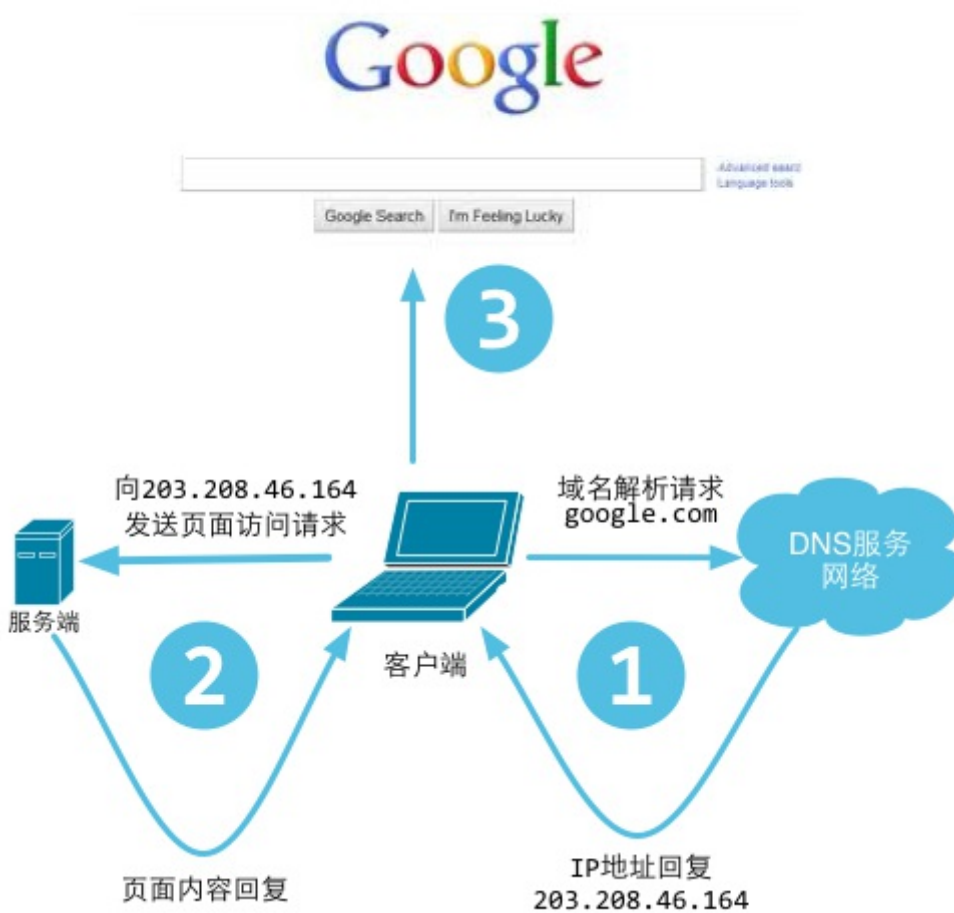 Google
Advanced searc
Language tools
Google Search
I'm Feeling Lucky
3
向203.208.46.164
发送页面访问请求
域名解析请求
google.com
DNS服务
网络
服务端
客户端
2
1
页面内容回复
IP地址回复
203.208.46.164